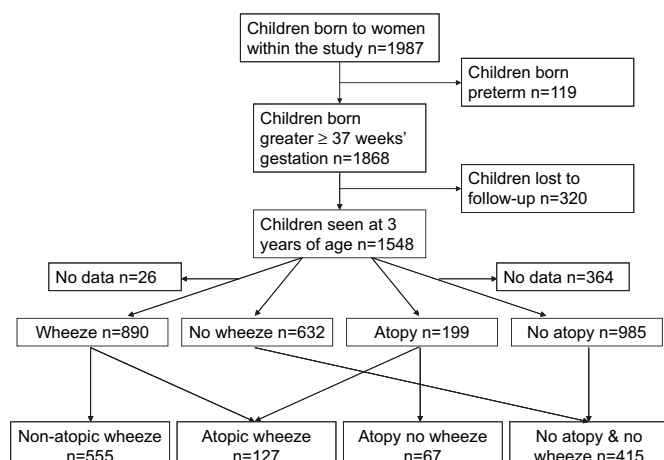 Children born to women
within the study n=1987
Children born
preterm n=119
Children born
greater ≥ 37 weeks'
gestation n=1868
Children lost to
follow-up n=320
Children seen at 3
years of age n=1548
No data n=26
No data n=364
Wheeze n=890
No wheeze n=632
Atopy n=199
No atopy n=985
Non-atopic wheeze
n=555
Atopic wheeze
n=127
Atopy no wheeze
n=67
No atopy & no
wheeze n=415